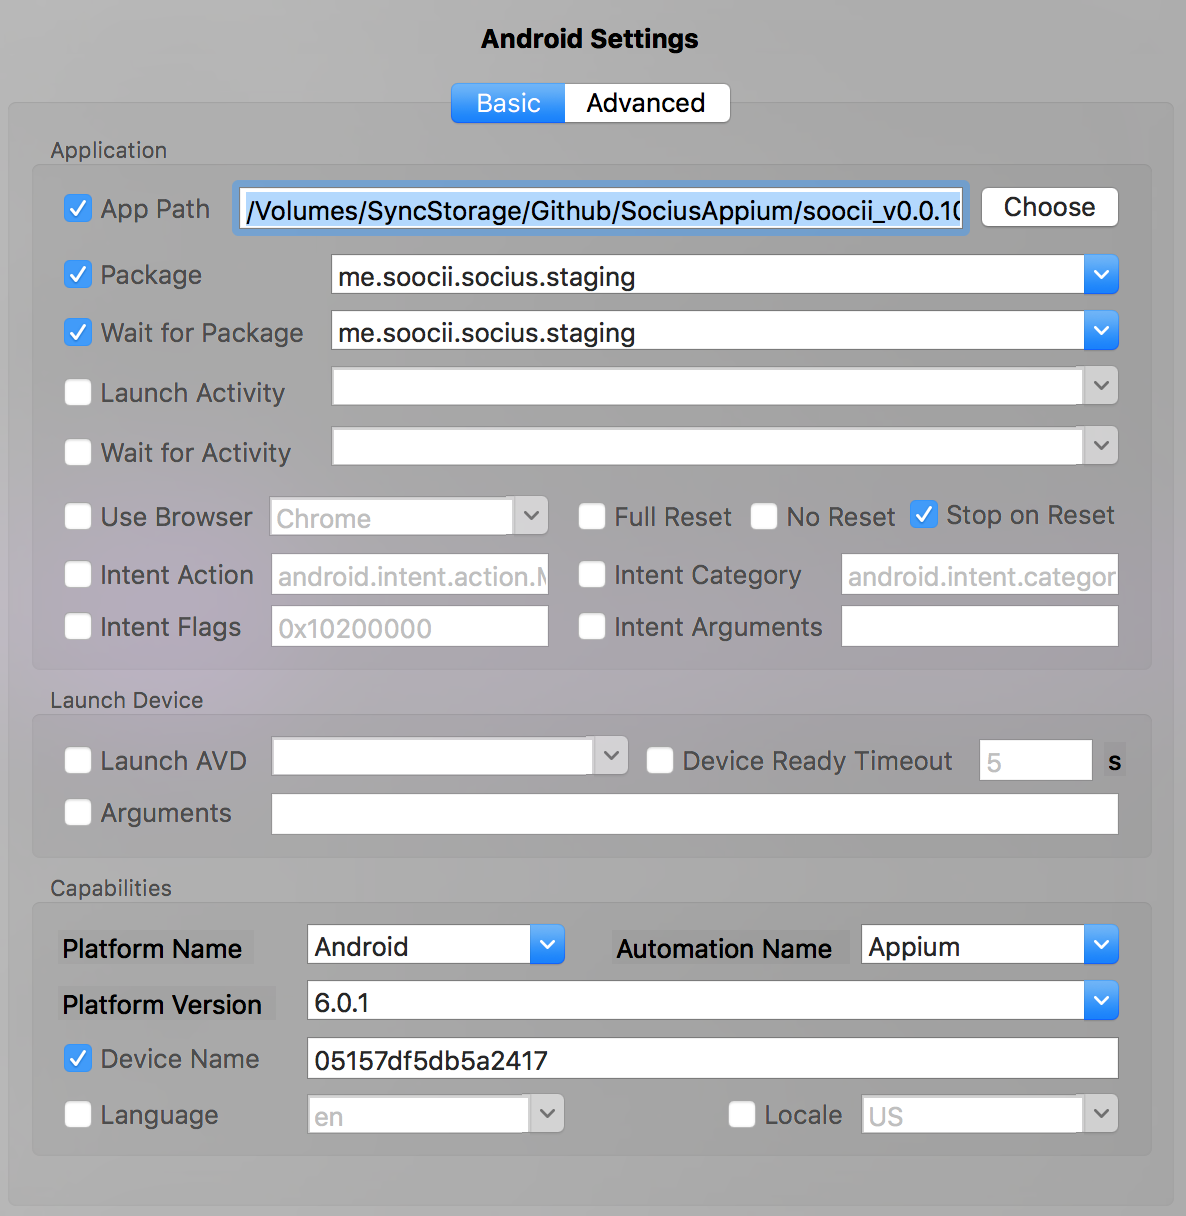 Android Settings
Basic Advanced
Application
App Path /Volumes/SyncStorage/Github/SociusAppium/soocii_v0.0.10 Choose
Package me.soocii.socius.staging
Wait for Package me.soocii.socius.staging
Launch Activity
Wait for Activity
Use Browser Chrome Full Reset No Reset Stop on Reset
Intent Action android.intent.action.M Intent Category android.intent.categor
Intent Flags 0x10200000 Intent Arguments
Launch Device
Launch AVD Device Ready Timeout 5 s
Arguments
Capabilities
Platform Name Android Automation Name Appium
Platform Version 6.0.1
Device Name 05157df5db5a2417
Language en Locale US